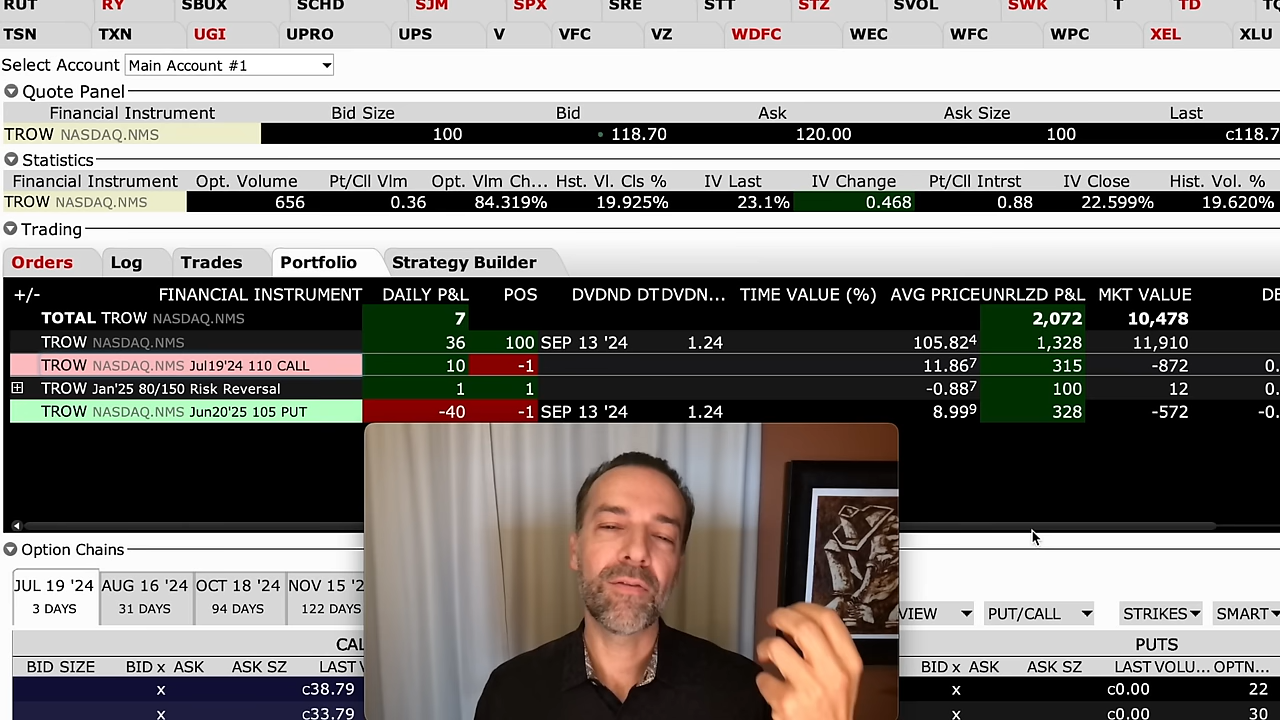 RUT RY SBUX SCHD SJM SPX SRE STT STZ SVOL SWK T TD
TSN TXN UGI UPRO UPS V VFC VZ WDFC WEC WFC WPC XEL XLU
Select Account Main Account #1
Quote Panel
Financial Instrument Bid Size Bid Ask Ask Size Last
TROW NASDAQ.NMS 100 118.70 120.00 100 c118.7
Statistics
Financial Instrument Opt. Volume Pt/Cll Vlm Opt. Vlm Ch... Hst. Vl. Cls % IV Last IV Change Pt/Cll Intrst IV Close Hist. Vol. %
TROW NASDAQ.NMS 656 0.36 84.319% 19.925% 23.1% 0.468 0.88 22.599% 19.620%
Trading
Orders Log Trades Portfolio Strategy Builder
+/- FINANCIAL INSTRUMENT DAILY P&L POS DVDND DT DVDN... TIME VALUE (%) AVG PRICE UNRLZD P&L MKT VALUE DE
TOTAL TROW NASDAQ.NMS 7 2,072 10,478
TROW NASDAQ.NMS 36 100 SEP 13 '24 1.24 105.824 1,328 11,910
TROW NASDAQ.NMS Jul19'24 110 CALL 10 -1 11.867 315 -872 0.
TROW Jan'25 80/150 Risk Reversal 1 1 -0.887 100 12 0.
TROW NASDAQ.NMS Jun20'25 105 PUT -40 -1 SEP 13 '24 1.24 8.999 328 -572 -0.
Option Chains
JUL 19 '24 AUG 16 '24 OCT 18 '24 NOV 15 '2
3 DAYS 31 DAYS 94 DAYS 122 DAYS VIEW PUT/CALL STRIKES SMART
CAL PUTS
BID SIZE BID x ASK ASK SZ LAST V BID x ASK ASK SZ LAST VOLU... OPTN...
x c38.79 x c0.00 22
x c33.79 x c0.00 30